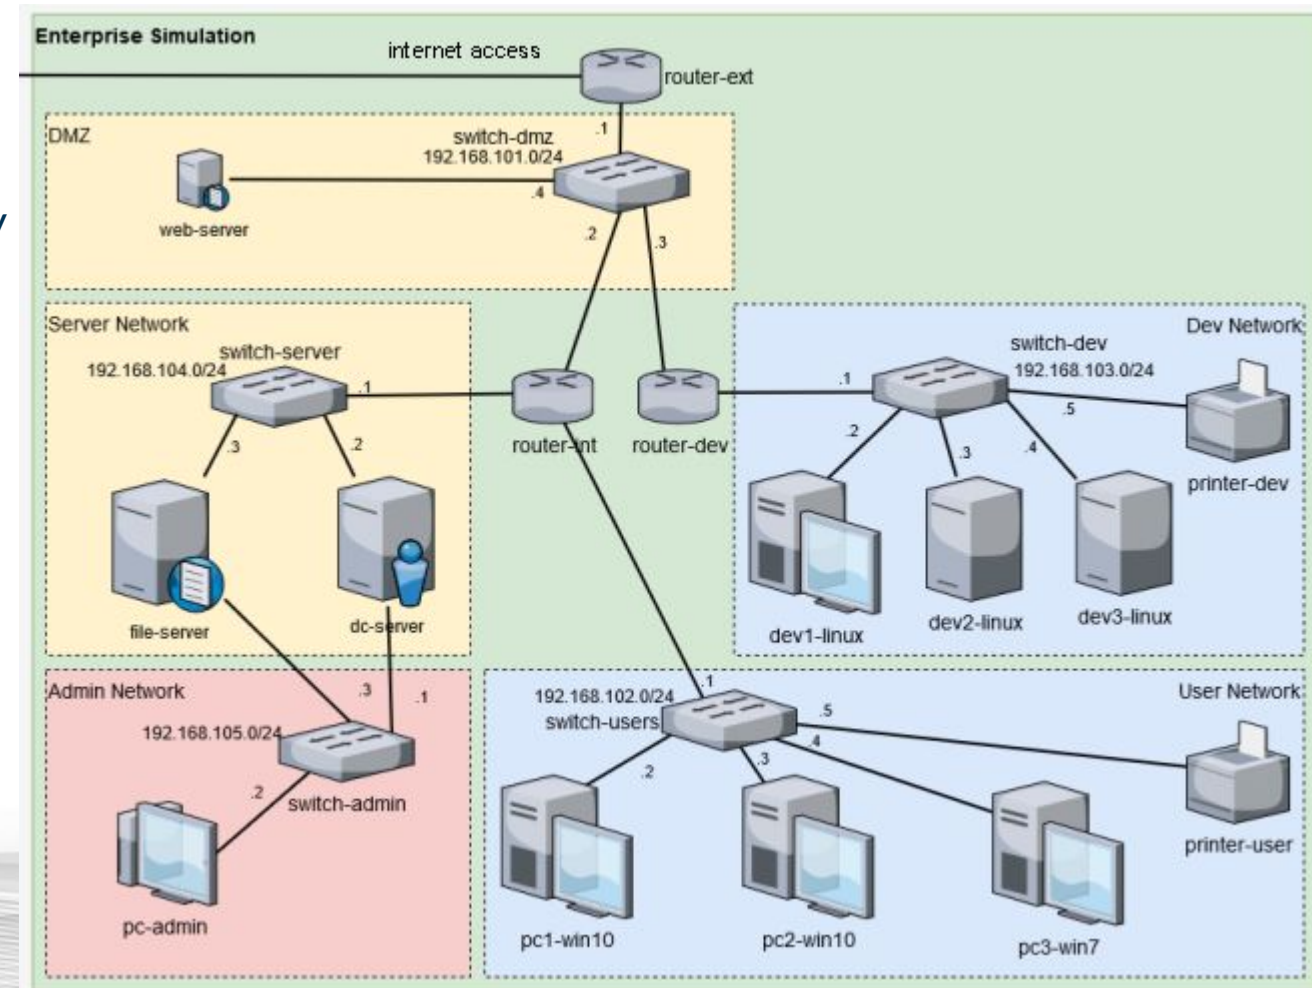 Enterprise Simulation
internet access
router-ext
.1
DMZ
switch-dmz
192.168.101.0/24
.4
web-server
.2
.3
Server Network
switch-server
192.168.104.0/24
.1
.3
.2
file-server
dc-server
router-int
router-dev
Dev Network
switch-dev
192.168.103.0/24
.1
.5
.2
.3
.4
printer-dev
dev1-linux
dev2-linux
dev3-linux
Admin Network
.3
.1
192.168.105.0/24
.2
switch-admin
pc-admin
User Network
.1
192.168.102.0/24
switch-users
.5
.4
.2
.3
printer-user
pc1-win10
pc2-win10
pc3-win7